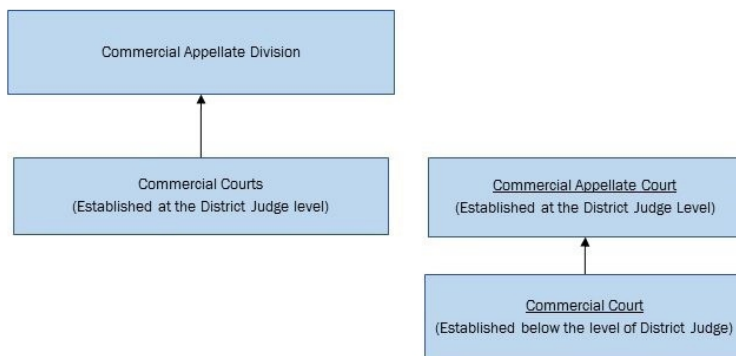 Commercial Appellate Division
Commercial Courts
(Established at the District Judge level)
Commercial Appellate Court
(Established at the District Judge Level)
Commercial Court
(Established below the level of District Judge)